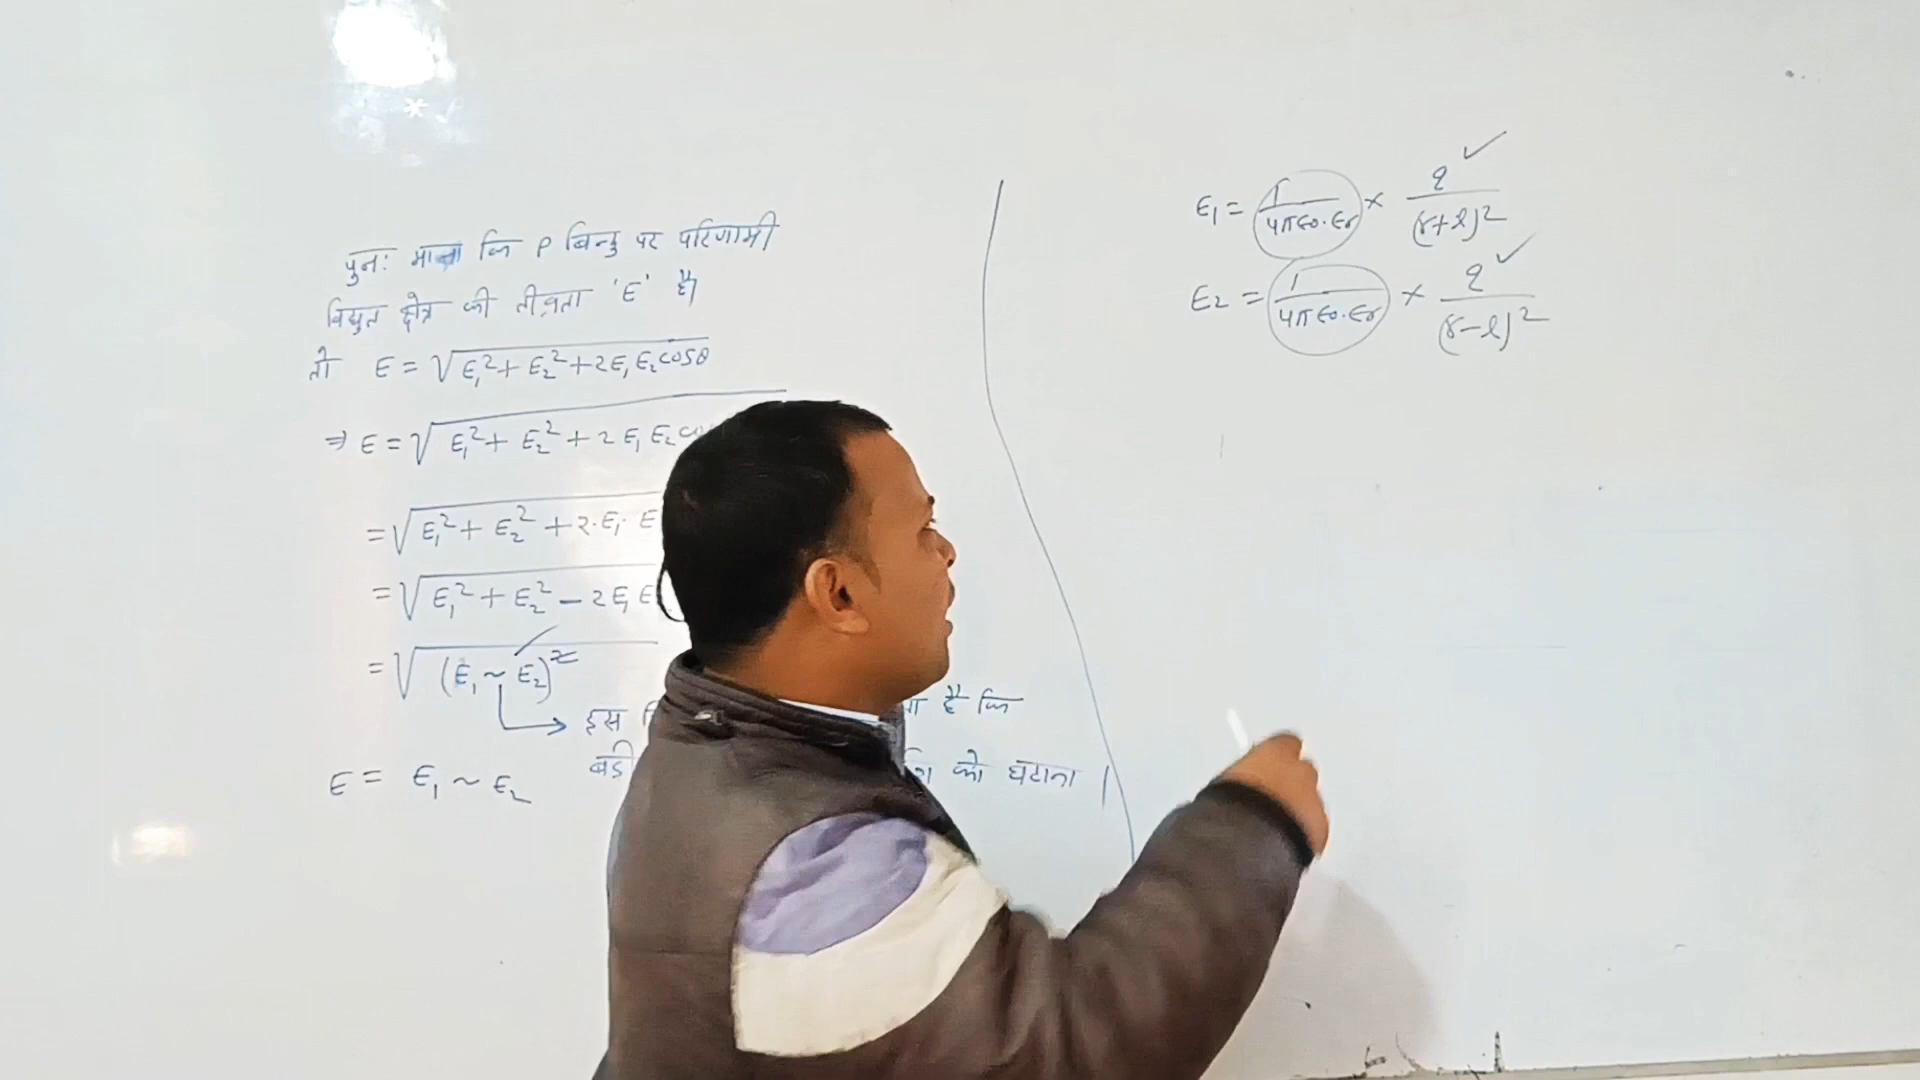 पुनः माना कि P बिन्दु पर परिणामी
विद्युत क्षेत्र की तीव्रता 'E' है।
तो E = √(E₁² + E₂² + 2E₁E₂cosθ)
⇒ E = √(E₁² + E₂² + 2E₁E₂
= √(E₁² + E₂² + 2·E₁·E
= √(E₁² + E₂² − 2E₁E
= √(E₁ ~ E₂)²
इस है कि
को घटाना।
E = E₁ ~ E₂
E₁ = 1/(4πϵ₀·ϵr) × q/(r+l)² ✓
E₂ = 1/(4πϵ₀·ϵr) × q/(r−l)² ✓